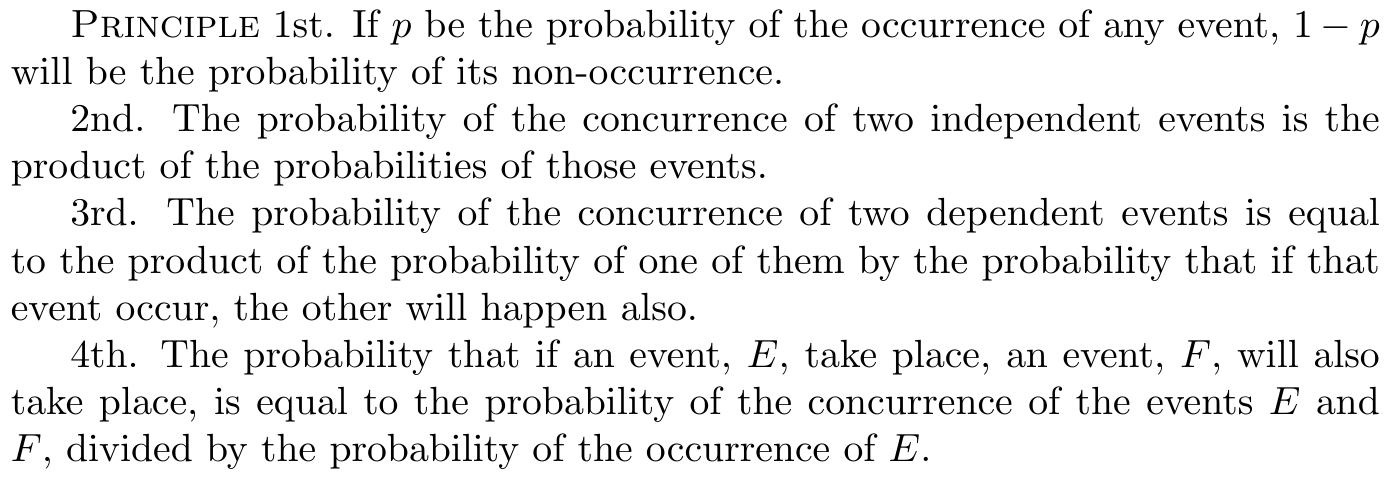 PRINCIPLE 1st. If p be the probability of the occurrence of any event, 1 − p
will be the probability of its non-occurrence.
2nd. The probability of the concurrence of two independent events is the
product of the probabilities of those events.
3rd. The probability of the concurrence of two dependent events is equal
to the product of the probability of one of them by the probability that if that
event occur, the other will happen also.
4th. The probability that if an event, E, take place, an event, F, will also
take place, is equal to the probability of the concurrence of the events E and
F, divided by the probability of the occurrence of E.